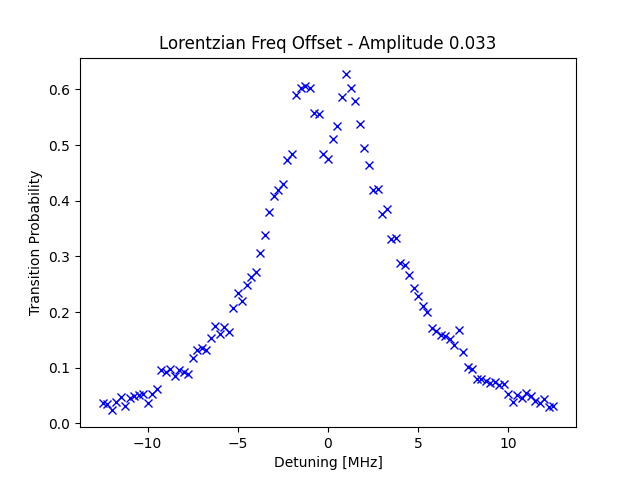 Lorentzian Freq Offset - Amplitude 0.033
Transition Probability
0.6
0.5
0.4
0.3
0.2
0.1
0.0
−10 −5 0 5 10
Detuning [MHz]